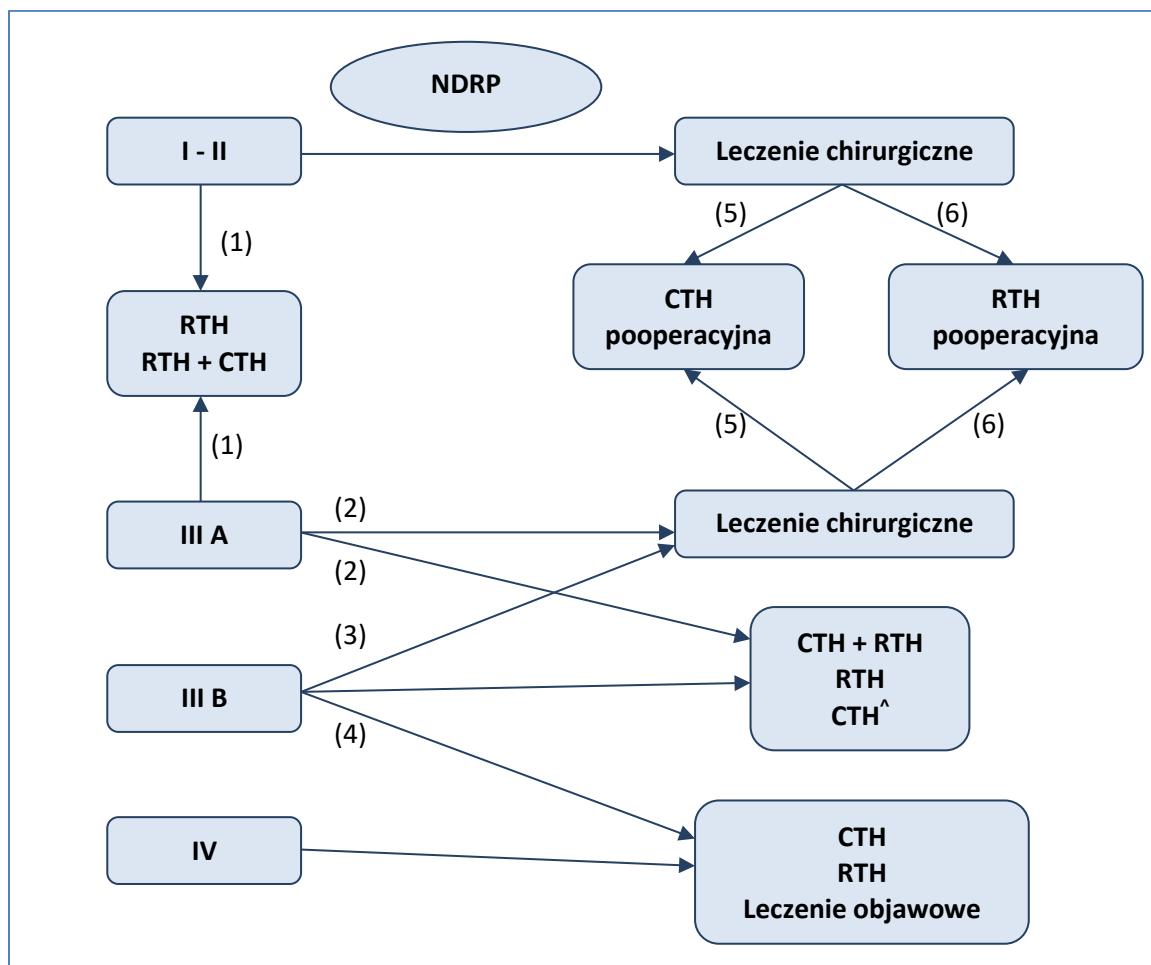 NDRP
I - II
Leczenie chirurgiczne
(5)
(6)
(1)
CTH
pooperacyjna
RTH
pooperacyjna
RTH
RTH + CTH
(1)
(5)
(6)
III A
(2)
Leczenie chirurgiczne
(2)
(3)
CTH + RTH
RTH
CTH^
III B
(4)
IV
CTH
RTH
Leczenie objawowe